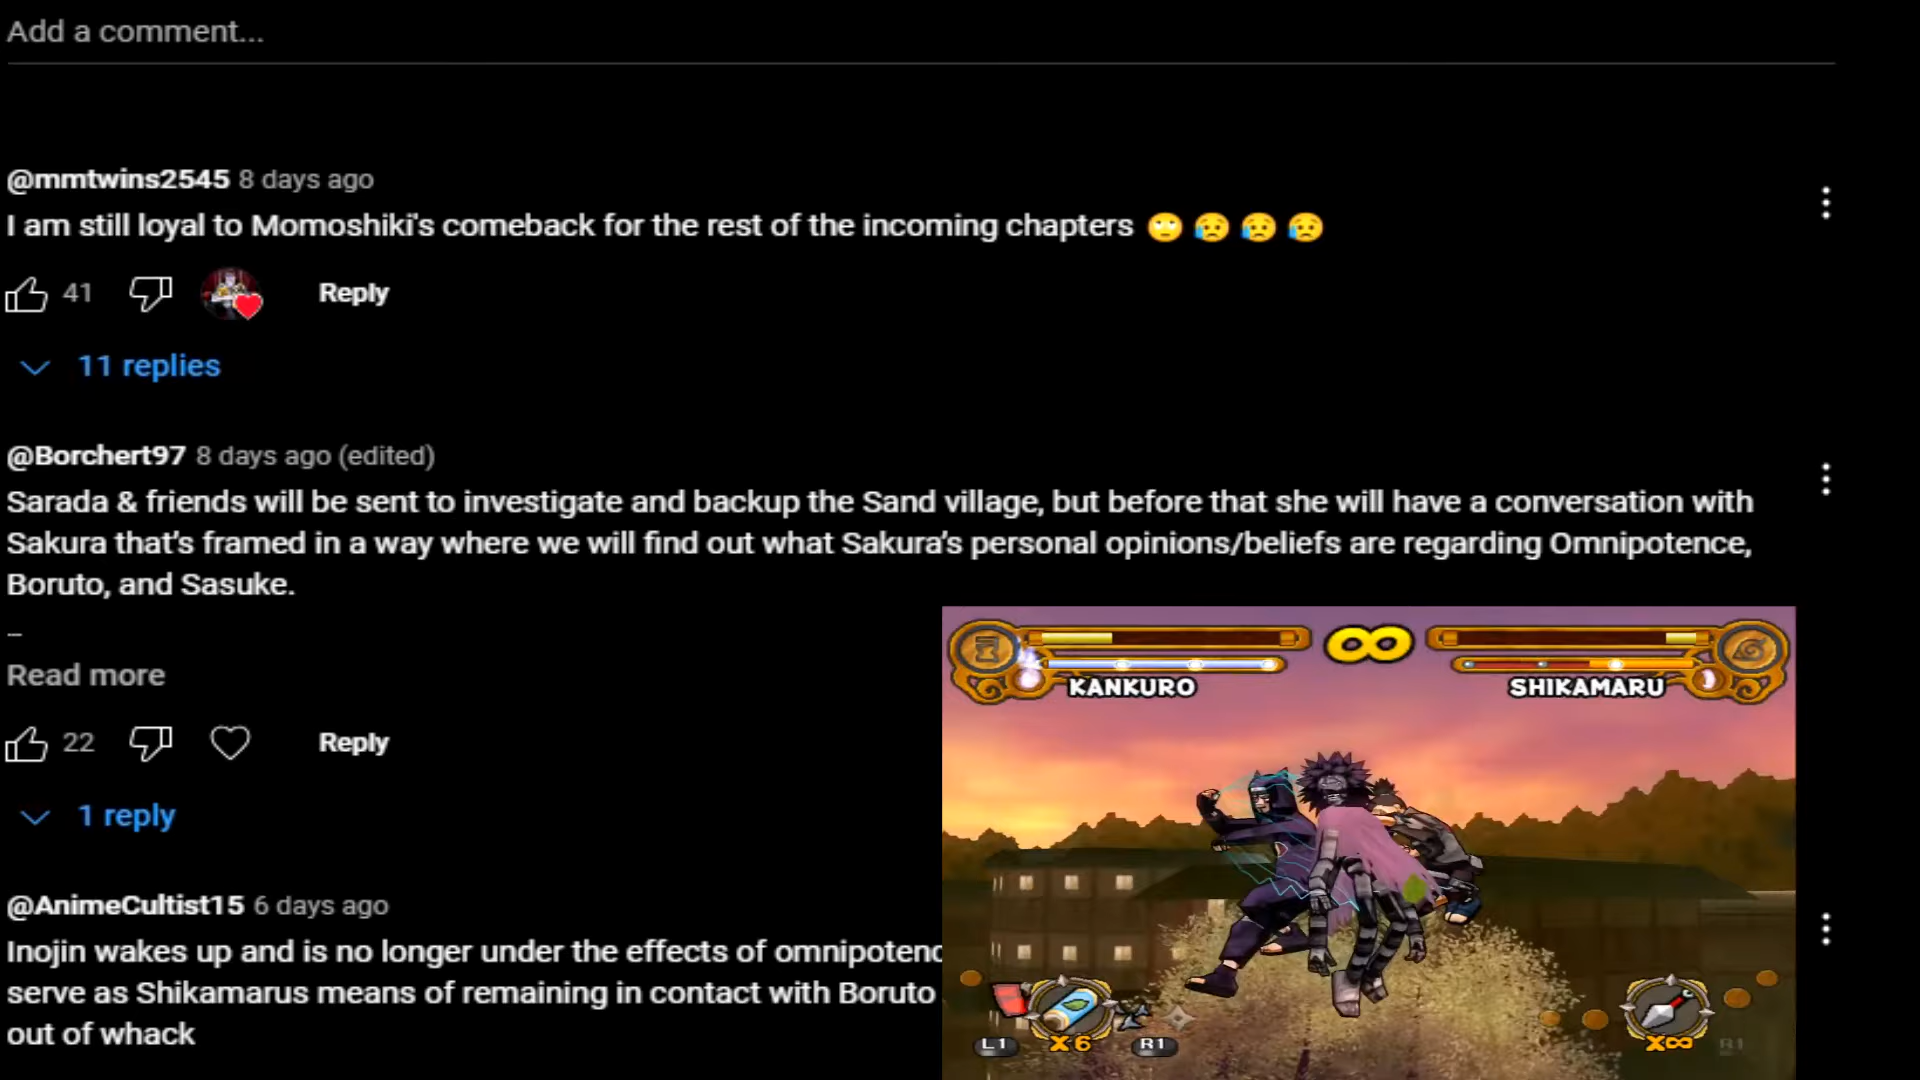 Add a comment...
@mmtwins2545 8 days ago
I am still loyal to Momoshiki's comeback for the rest of the incoming chapters 🙄 😥 😥 😥
41 Reply
11 replies
@Borchert97 8 days ago (edited)
Sarada & friends will be sent to investigate and backup the Sand village, but before that she will have a conversation with
Sakura that's framed in a way where we will find out what Sakura's personal opinions/beliefs are regarding Omnipotence,
Boruto, and Sasuke.
_
Read more
22 Reply
1 reply
@AnimeCultist15 6 days ago
Inojin wakes up and is no longer under the effects of omnipotenc
serve as Shikamarus means of remaining in contact with Boruto
out of whack
∞
KANKURO
SHIKAMARU
L1 X6 R1
X∞ R1